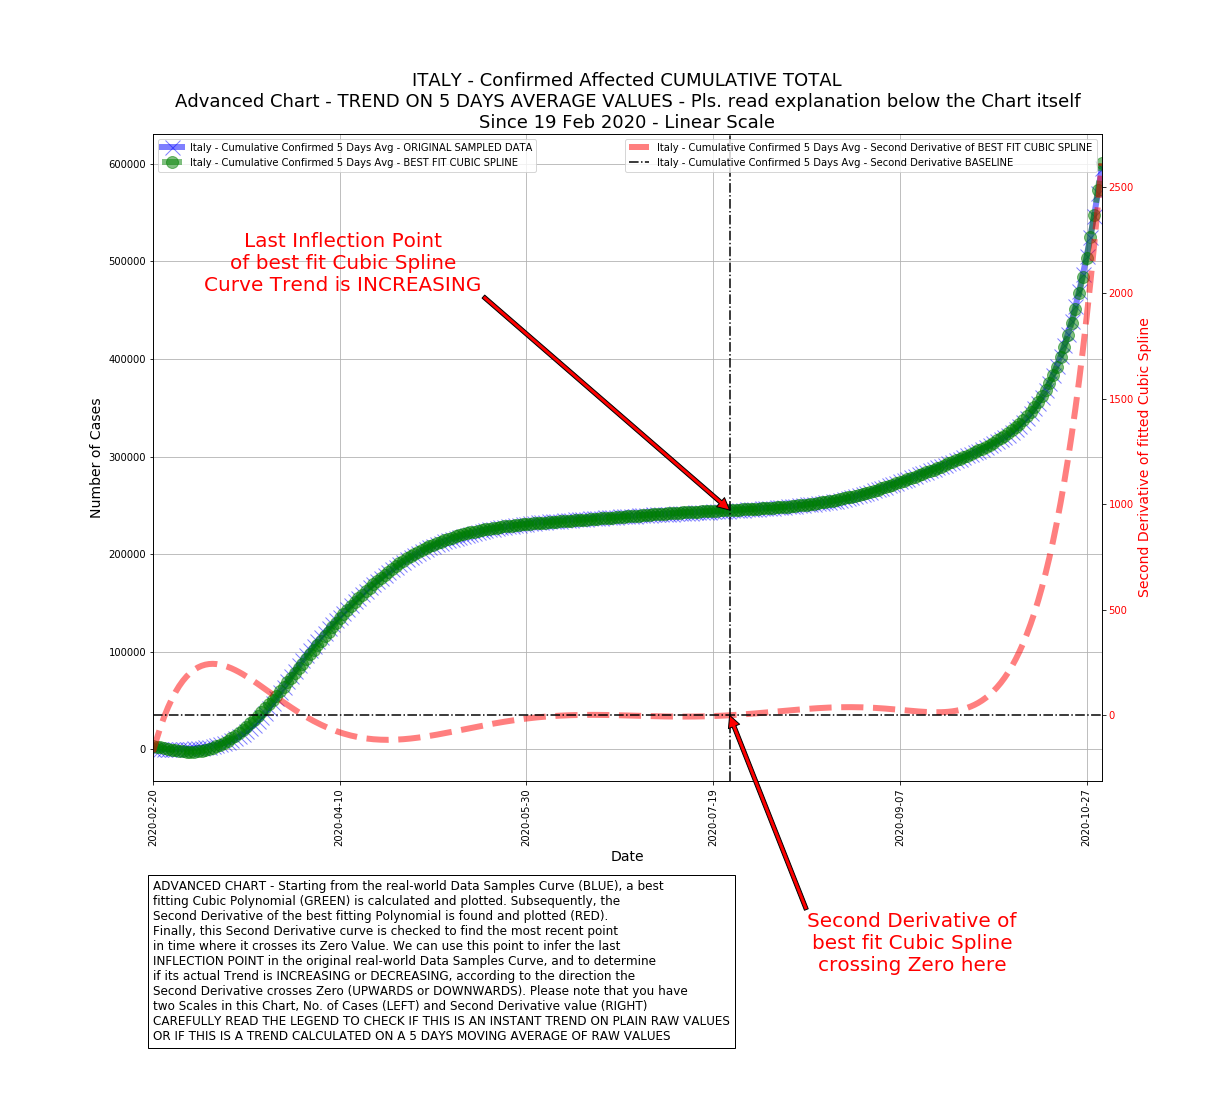 ITALY - Confirmed Affected CUMULATIVE TOTAL
Advanced Chart - TREND ON 5 DAYS AVERAGE VALUES - Pls. read explanation below the Chart itself
Since 19 Feb 2020 - Linear Scale
Italy - Cumulative Confirmed 5 Days Avg - ORIGINAL SAMPLED DATA
Italy - Cumulative Confirmed 5 Days Avg - BEST FIT CUBIC SPLINE
Italy - Cumulative Confirmed 5 Days Avg - Second Derivative of BEST FIT CUBIC SPLINE
Italy - Cumulative Confirmed 5 Days Avg - Second Derivative BASELINE
Last Inflection Point
of best fit Cubic Spline
Curve Trend is INCREASING
Number of Cases
600000
500000
400000
300000
200000
100000
0
2500
2000
1500
1000
500
0
Second Derivative of fitted Cubic Spline
2020-02-20
2020-04-10
2020-05-30
2020-07-19
2020-09-07
2020-10-27
Date
Second Derivative of
best fit Cubic Spline
crossing Zero here
ADVANCED CHART - Starting from the real-world Data Samples Curve (BLUE), a best
fitting Cubic Polynomial (GREEN) is calculated and plotted. Subsequently, the
Second Derivative of the best fitting Polynomial is found and plotted (RED).
Finally, this Second Derivative curve is checked to find the most recent point
in time where it crosses its Zero Value. We can use this point to infer the last
INFLECTION POINT in the original real-world Data Samples Curve, and to determine
if its actual Trend is INCREASING or DECREASING, according to the direction the
Second Derivative crosses Zero (UPWARDS or DOWNWARDS). Please note that you have
two Scales in this Chart, No. of Cases (LEFT) and Second Derivative value (RIGHT)
CAREFULLY READ THE LEGEND TO CHECK IF THIS IS AN INSTANT TREND ON PLAIN RAW VALUES
OR IF THIS IS A TREND CALCULATED ON A 5 DAYS MOVING AVERAGE OF RAW VALUES